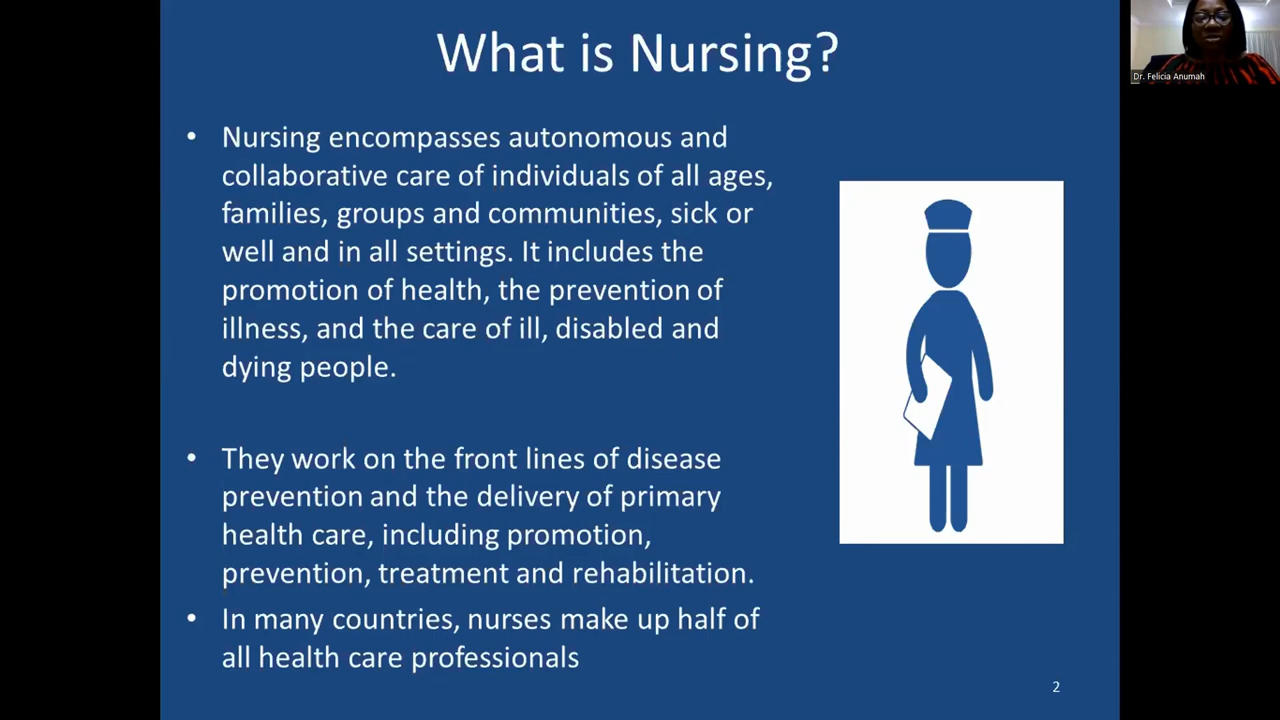 What is Nursing?
Dr. Felicia Anumah
• Nursing encompasses autonomous and
collaborative care of individuals of all ages,
families, groups and communities, sick or
well and in all settings. It includes the
promotion of health, the prevention of
illness, and the care of ill, disabled and
dying people.
• They work on the front lines of disease
prevention and the delivery of primary
health care, including promotion,
prevention, treatment and rehabilitation.
• In many countries, nurses make up half of
all health care professionals
2